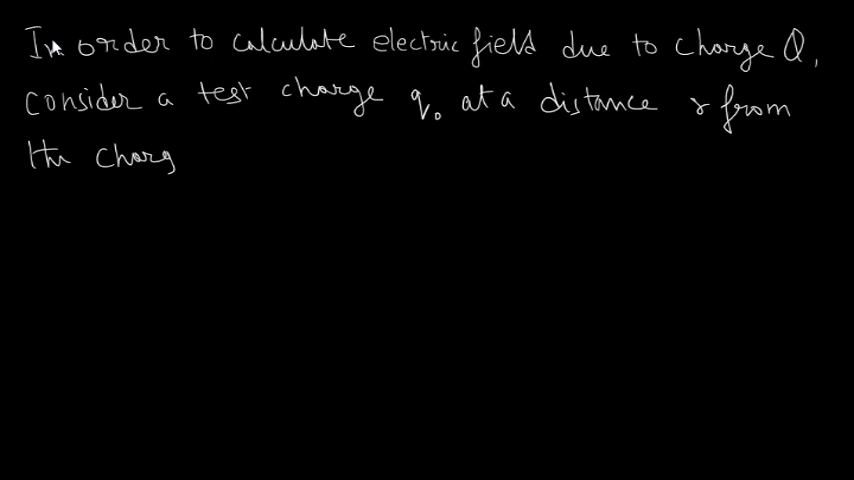 In order to calculate electric field due to charge Q,
consider a test charge q₀ at a distance r from
the charg